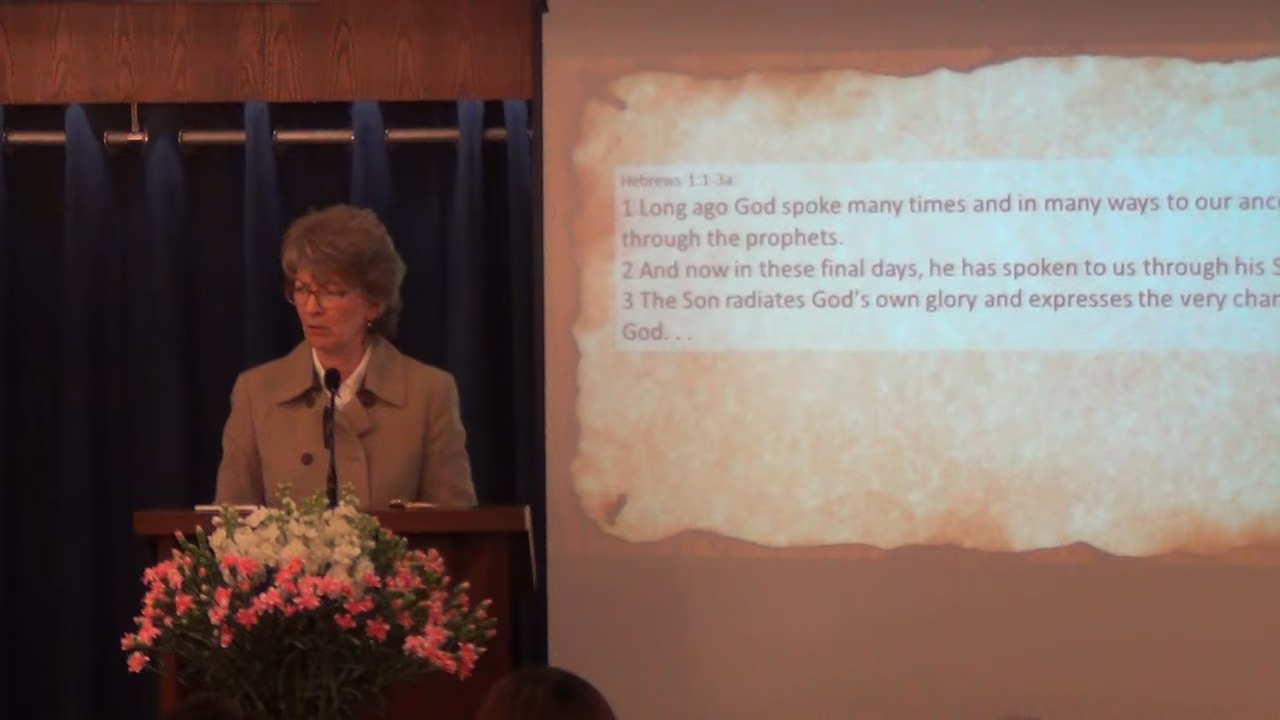 Hebrews 1:1-3a
1 Long ago God spoke many times and in many ways to our
through the prophets.
2 And now in these final days, he has spoken to us through his
3 The Son radiates God's own glory and expresses the very
God. . .